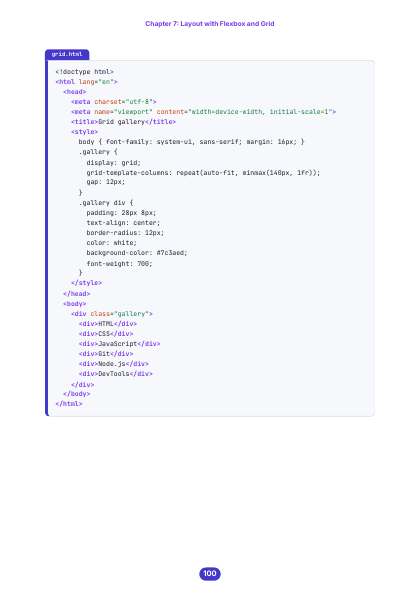 Chapter 7: Layout with Flexbox and Grid
grid.html
<!doctype html>
<html lang="en">
  <head>
    <meta charset="utf-8">
    <meta name="viewport" content="width=device-width, initial-scale=1">
    <title>Grid gallery</title>
    <style>
      body { font-family: system-ui, sans-serif; margin: 16px; }
      .gallery {
        display: grid;
        grid-template-columns: repeat(auto-fit, minmax(140px, 1fr));
        gap: 12px;
      }
      .gallery div {
        padding: 28px 8px;
        text-align: center;
        border-radius: 12px;
        color: white;
        background-color: #7c3aed;
        font-weight: 700;
      }
    </style>
  </head>
  <body>
    <div class="gallery">
      <div>HTML</div>
      <div>CSS</div>
      <div>JavaScript</div>
      <div>Git</div>
      <div>Node.js</div>
      <div>DevTools</div>
    </div>
  </body>
</html>
100